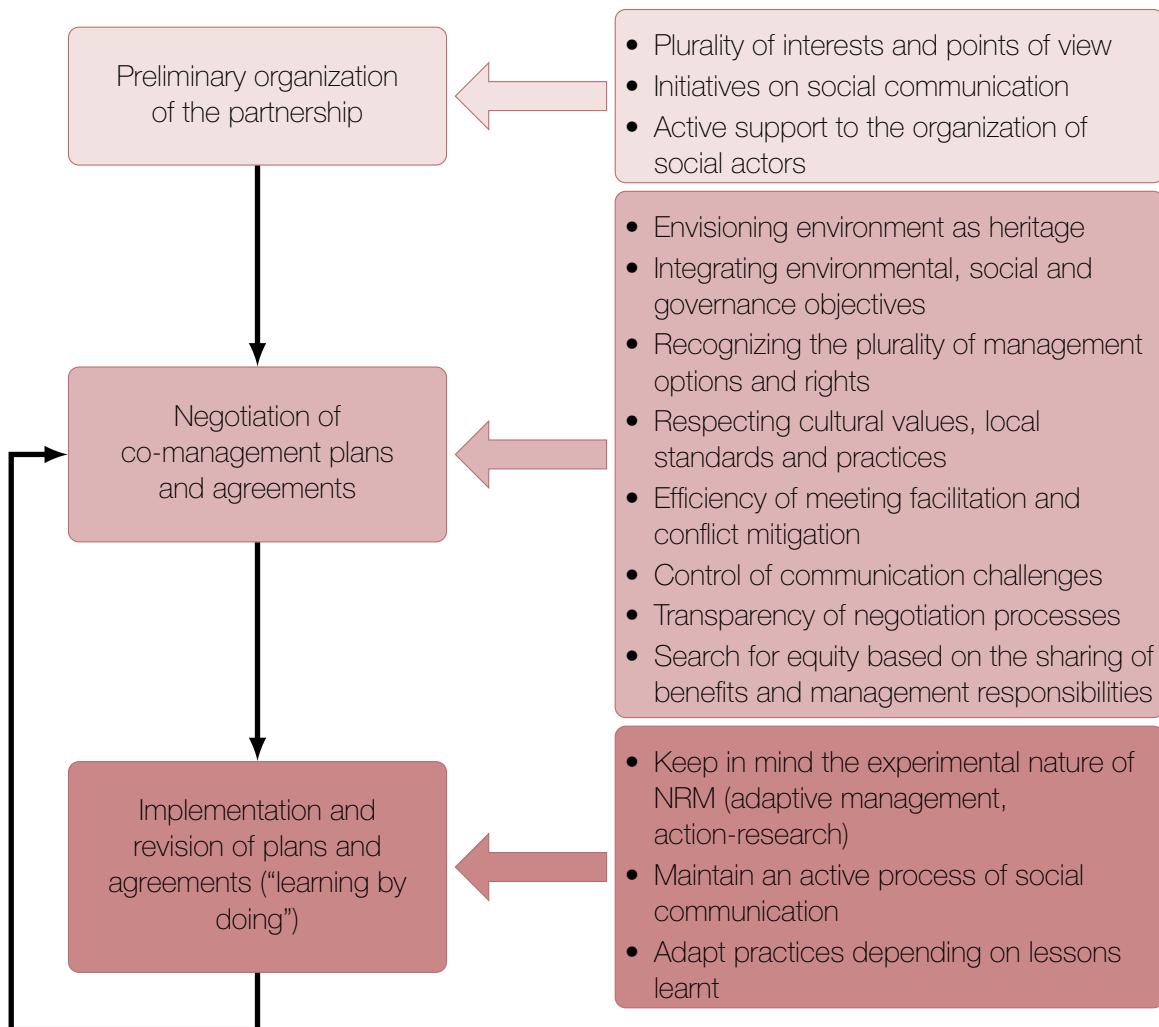 Preliminary organization
of the partnership
• Plurality of interests and points of view
• Initiatives on social communication
• Active support to the organization of
social actors
Negotiation of
co-management plans
and agreements
• Envisioning environment as heritage
• Integrating environmental, social and
governance objectives
• Recognizing the plurality of management
options and rights
• Respecting cultural values, local
standards and practices
• Efficiency of meeting facilitation and
conflict mitigation
• Control of communication challenges
• Transparency of negotiation processes
• Search for equity based on the sharing of
benefits and management responsibilities
Implementation and
revision of plans and
agreements (“learning by
doing”)
• Keep in mind the experimental nature of
NRM (adaptive management,
action-research)
• Maintain an active process of social
communication
• Adapt practices depending on lessons
learnt